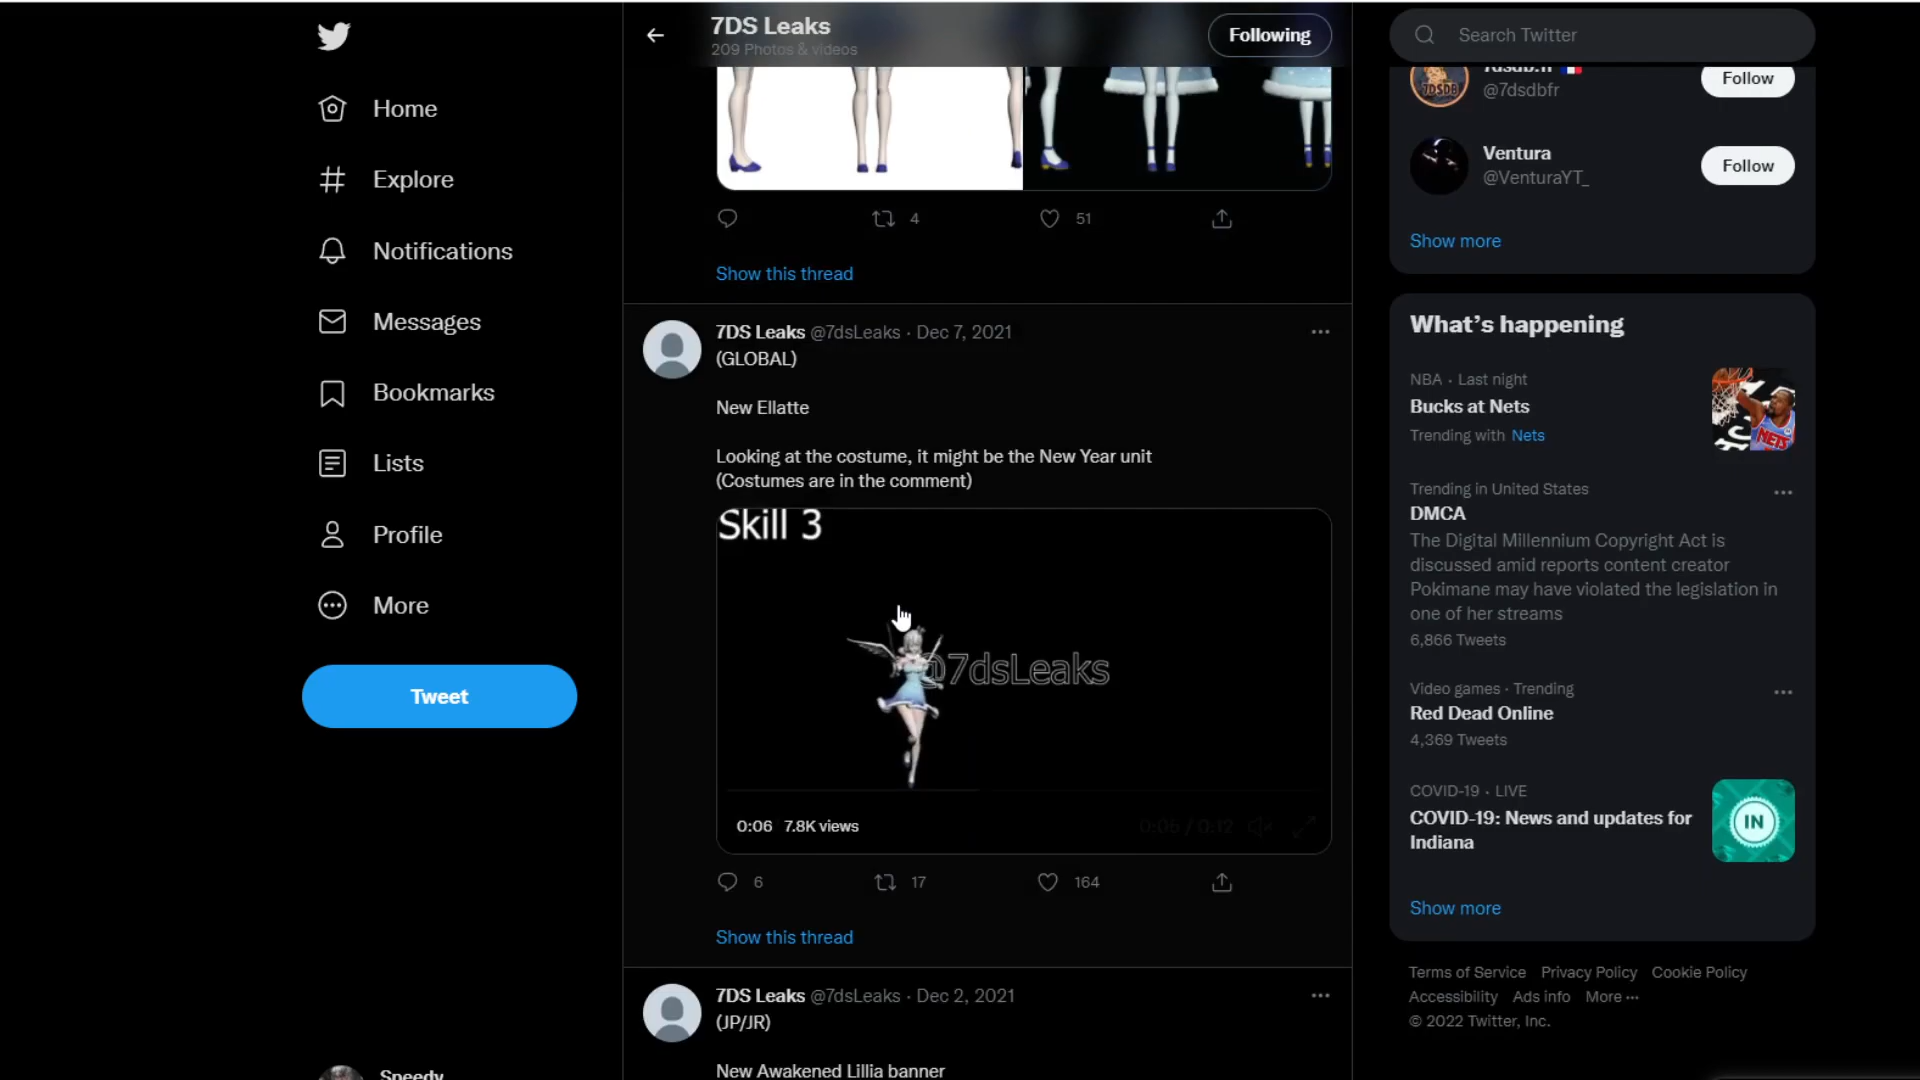 Home
Explore
Notifications
Messages
Bookmarks
Lists
Profile
More
Tweet
Speedy
7DS Leaks
209 Photos & videos
Following
4
51
Show this thread
7DS Leaks @7dsLeaks · Dec 7, 2021
(GLOBAL)
New Ellatte
Looking at the costume, it might be the New Year unit
(Costumes are in the comment)
Skill 3
@7dsLeaks
0:06 7.8K views
0:05 / 0:12
6
17
164
Show this thread
7DS Leaks @7dsLeaks · Dec 2, 2021
(JP/JR)
New Awakened Lillia banner
Search Twitter
7DSDB
@7dsdbfr
Follow
Ventura
@VenturaYT_
Follow
Show more
What's happening
NBA · Last night
Bucks at Nets
Trending with Nets
NETS
Trending in United States
DMCA
The Digital Millennium Copyright Act is
discussed amid reports content creator
Pokimane may have violated the legislation in
one of her streams
6,866 Tweets
Video games · Trending
Red Dead Online
4,369 Tweets
COVID-19 · LIVE
COVID-19: News and updates for
Indiana
IN
Show more
Terms of Service Privacy Policy Cookie Policy
Accessibility Ads info More ···
© 2022 Twitter, Inc.